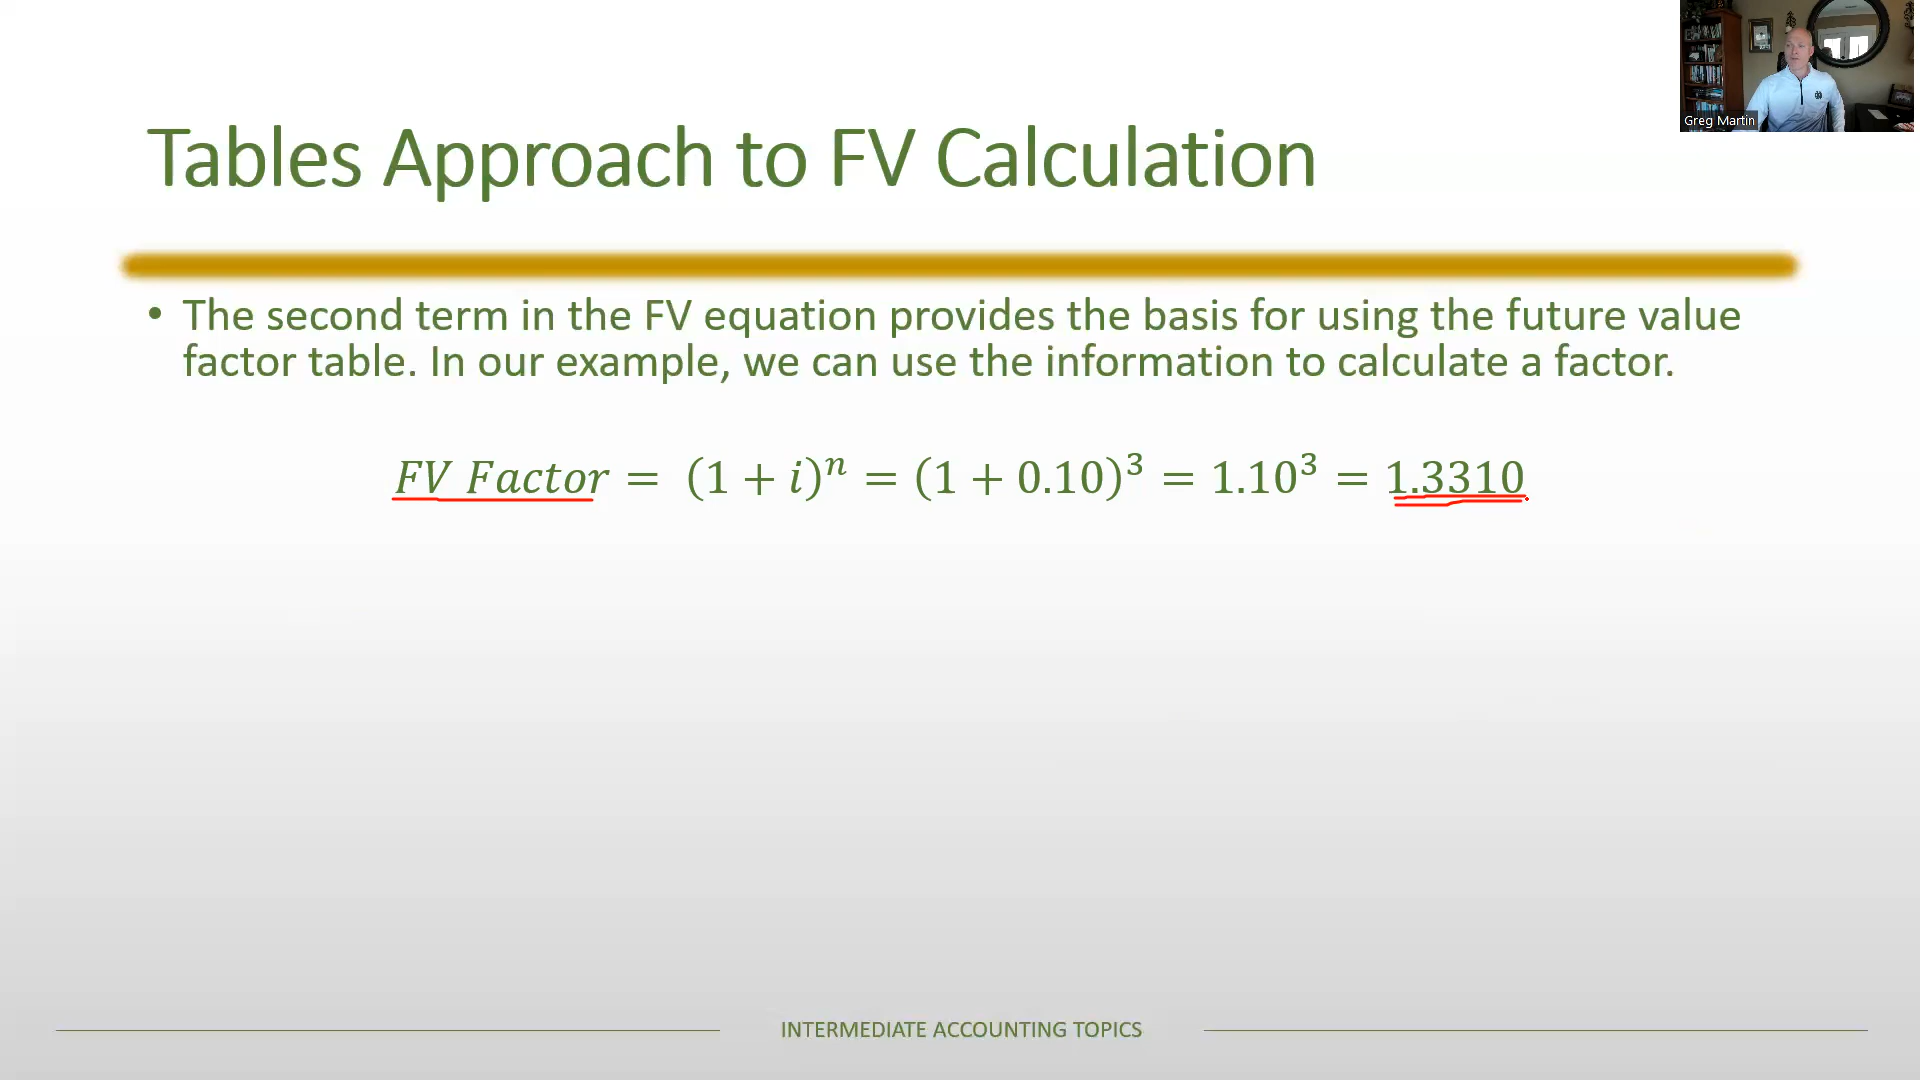 Greg Martin
Tables Approach to FV Calculation
• The second term in the FV equation provides the basis for using the future value
factor table. In our example, we can use the information to calculate a factor.
FV Factor = (1 + i)ⁿ = (1 + 0.10)³ = 1.10³ = 1.3310
INTERMEDIATE ACCOUNTING TOPICS